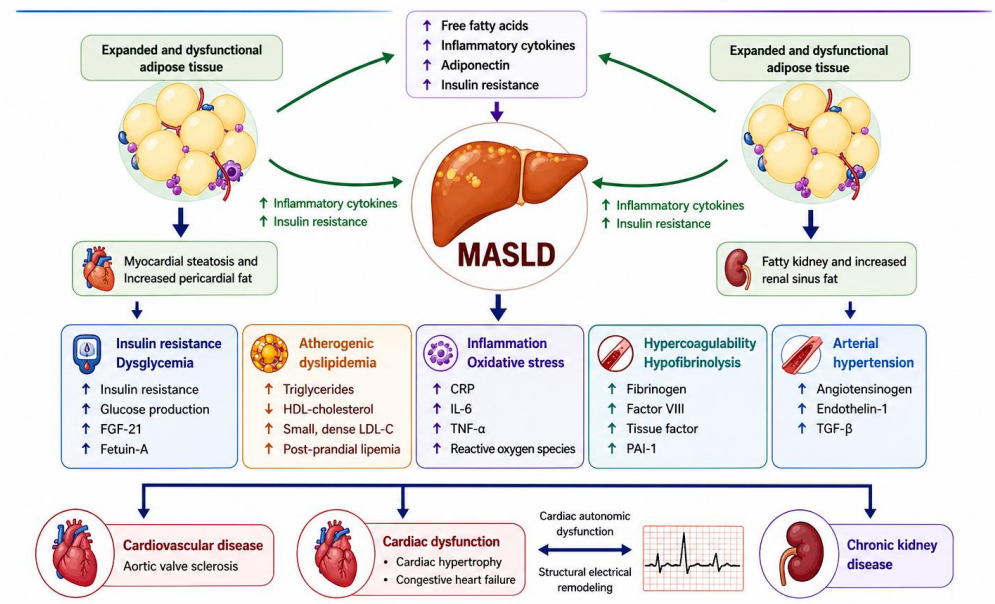 ↑ Free fatty acids
↑ Inflammatory cytokines
↑ Adiponectin
↑ Insulin resistance
Expanded and dysfunctional
adipose tissue
Expanded and dysfunctional
adipose tissue
↑ Inflammatory cytokines
↑ Insulin resistance
↑ Inflammatory cytokines
↑ Insulin resistance
MASLD
Myocardial steatosis and
Increased pericardial fat
Fatty kidney and increased
renal sinus fat
Insulin resistance
Dysglycemia
↑ Insulin resistance
↑ Glucose production
↑ FGF-21
↑ Fetuin-A
Atherogenic
dyslipidemia
↑ Triglycerides
↓ HDL-cholesterol
↑ Small, dense LDL-C
↑ Post-prandial lipemia
Inflammation
Oxidative stress
↑ CRP
↑ IL-6
↑ TNF-α
↑ Reactive oxygen species
Hypercoagulability
Hypofibrinolysis
↑ Fibrinogen
↑ Factor VIII
↑ Tissue factor
↑ PAI-1
Arterial
hypertension
↑ Angiotensinogen
↑ Endothelin-1
↑ TGF-β
Cardiovascular disease
Aortic valve sclerosis
Cardiac dysfunction
• Cardiac hypertrophy
• Congestive heart failure
Cardiac autonomic
dysfunction
Structural electrical
remodeling
Chronic kidney
disease